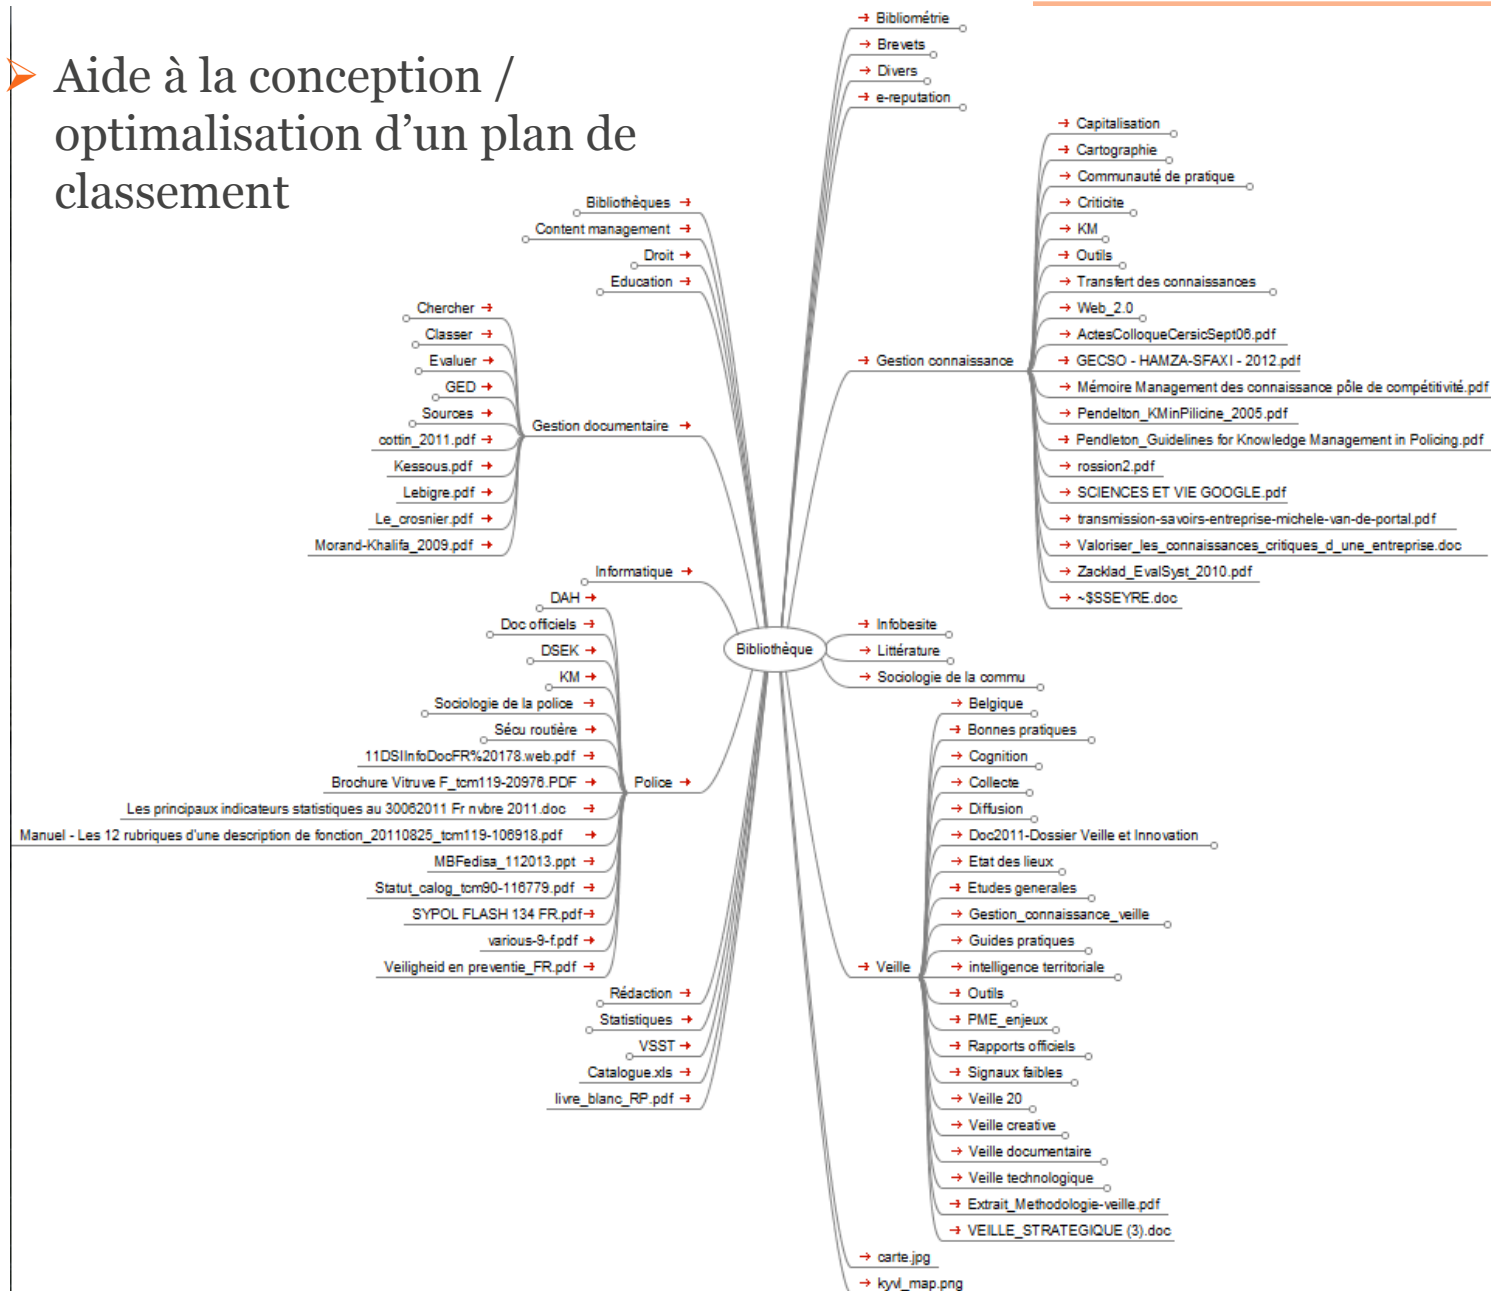 Aide à la conception /
optimalisation d'un plan de
classement
Bibliothèque
Bibliothèques
Content management
Droit
Education
Gestion documentaire
Chercher
Classer
Evaluer
GED
Sources
cottin_2011.pdf
Kessous.pdf
Lebigre.pdf
Le_crosnier.pdf
Morand-Khalifa_2009.pdf
Informatique
Police
DAH
Doc officiels
DSEK
KM
Sociologie de la police
Sécu routière
11DSIInfoDocFR%20178.web.pdf
Brochure Vitruve F_tcm119-20976.PDF
Les principaux indicateurs statistiques au 30062011 Fr nvbre 2011.doc
Manuel - Les 12 rubriques d'une description de fonction_20110825_tcm119-106918.pdf
MBFedisa_112013.ppt
Statut_calog_tcm90-116779.pdf
SYPOL FLASH 134 FR.pdf
various-9-f.pdf
Veiligheid en preventie_FR.pdf
Rédaction
Statistiques
VSST
Catalogue.xls
livre_blanc_RP.pdf
Bibliométrie
Brevets
Divers
e-reputation
Gestion connaissance
Capitalisation
Cartographie
Communauté de pratique
Criticite
KM
Outils
Transfert des connaissances
Web_2.0
ActesColloqueCersicSept06.pdf
GECSO - HAMZA-SFAXI - 2012.pdf
Mémoire Management des connaissance pôle de compétitivité.pdf
Pendelton_KMinPilicine_2005.pdf
Pendleton_Guidelines for Knowledge Management in Policing.pdf
rossion2.pdf
SCIENCES ET VIE GOOGLE.pdf
transmission-savoirs-entreprise-michele-van-de-portal.pdf
Valoriser_les_connaissances_critiques_d_une_entreprise.doc
Zacklad_EvalSyst_2010.pdf
~$SSEYRE.doc
Infobesite
Littérature
Sociologie de la commu
Veille
Belgique
Bonnes pratiques
Cognition
Collecte
Diffusion
Doc2011-Dossier Veille et Innovation
Etat des lieux
Etudes generales
Gestion_connaissance_veille
Guides pratiques
intelligence territoriale
Outils
PME_enjeux
Rapports officiels
Signaux faibles
Veille 20
Veille creative
Veille documentaire
Veille technologique
Extrait_Methodologie-veille.pdf
VEILLE_STRATEGIQUE (3).doc
carte.jpg
kyvl_map.png